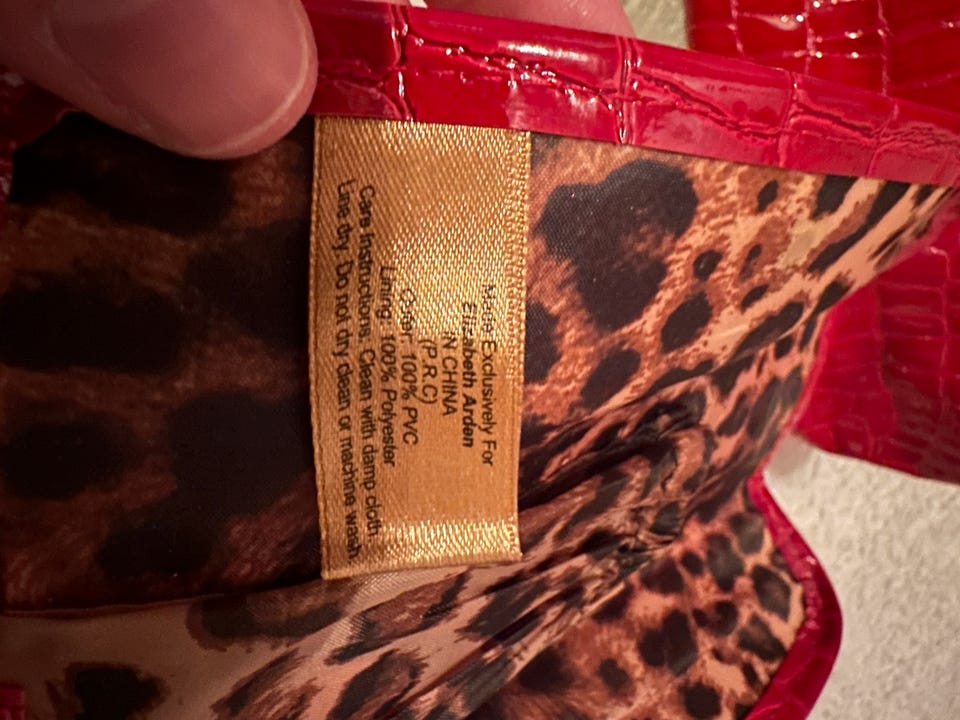 Made Exclusively For
Elizabeth Arden
IN CHINA
(P.R.C)
Outer: 100% PVC
Lining: 100% Polyester
Care Instructions: Clean with damp cloth.
Line dry. Do not dry clean or machine wash